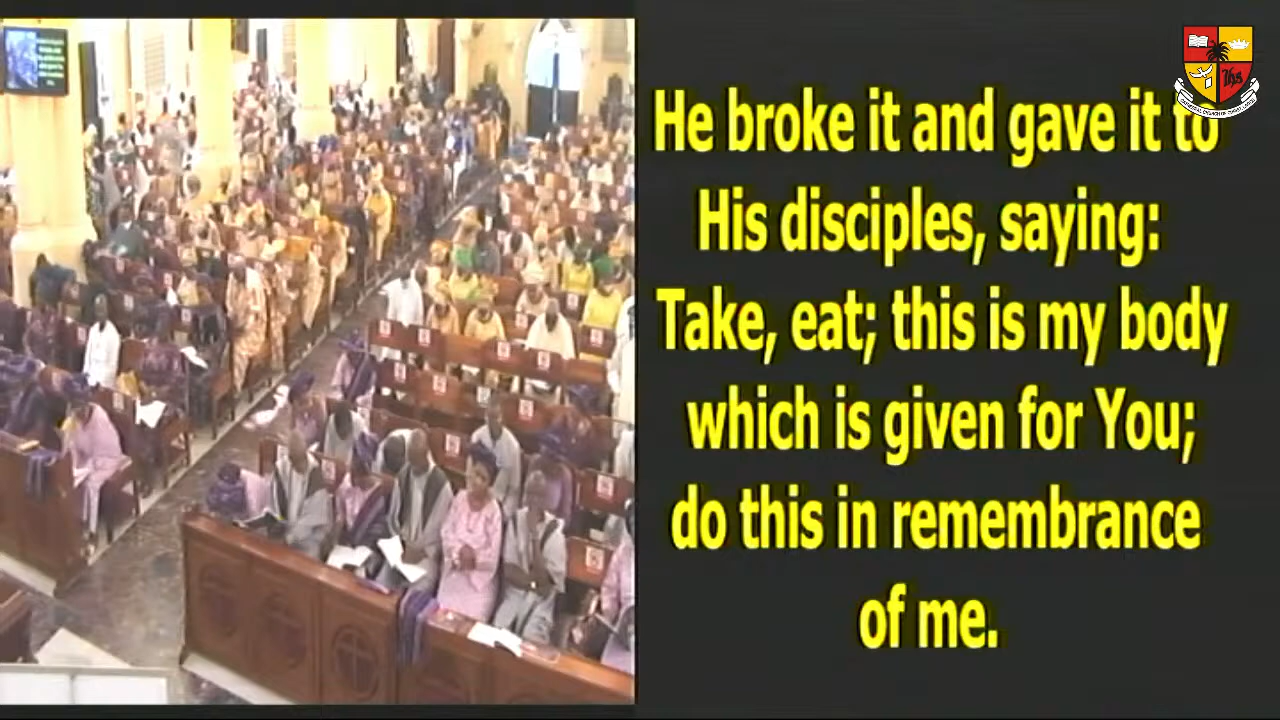 He broke it and gave it to
His disciples, saying:
Take, eat; this is my body
which is given for You;
do this in remembrance
of me.
Ihs